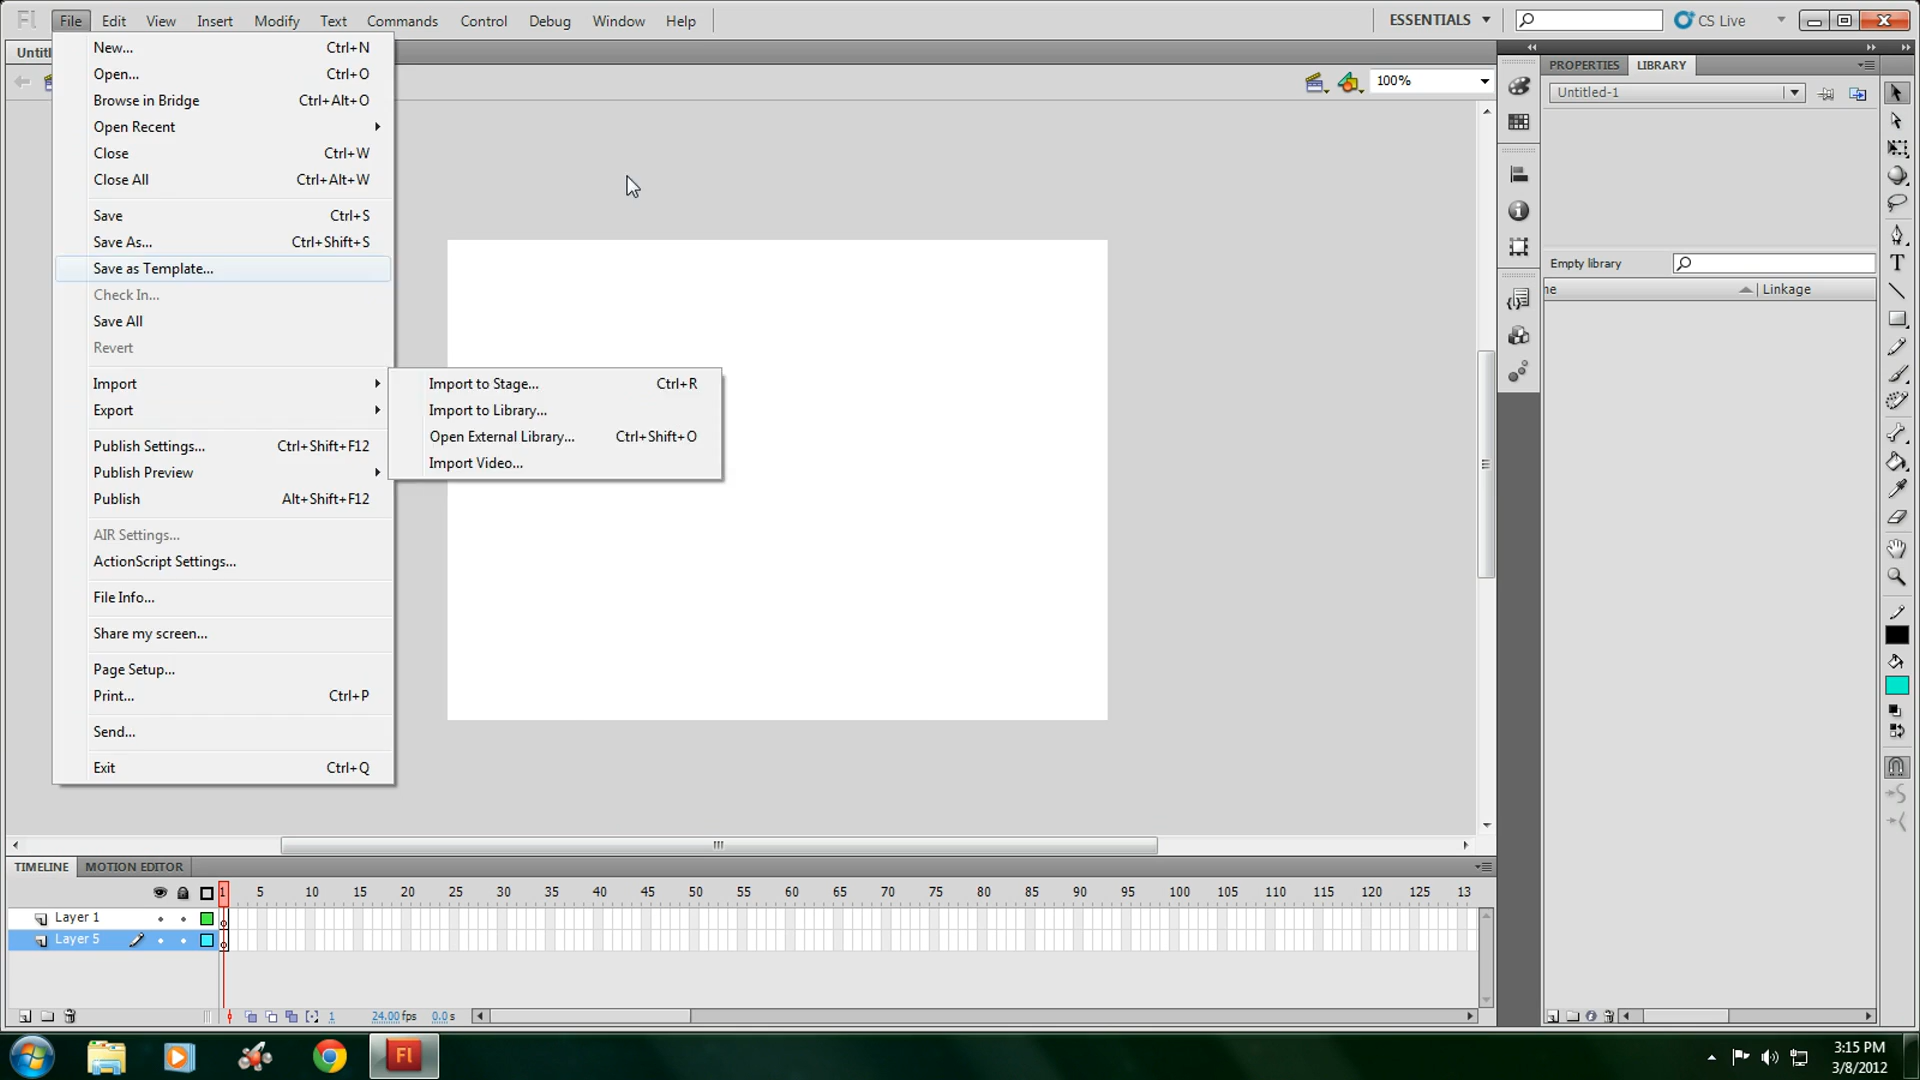 Fl File Edit View Insert Modify Text Commands Control Debug Window Help ESSENTIALS CS Live
Untitl
100%
New... Ctrl+N
Open... Ctrl+O
Browse in Bridge Ctrl+Alt+O
Open Recent
Close Ctrl+W
Close All Ctrl+Alt+W
Save Ctrl+S
Save As... Ctrl+Shift+S
Save as Template...
Check In...
Save All
Revert
Import
Export
Publish Settings... Ctrl+Shift+F12
Publish Preview
Publish Alt+Shift+F12
AIR Settings...
ActionScript Settings...
File Info...
Share my screen...
Page Setup...
Print... Ctrl+P
Send...
Exit Ctrl+Q
Import to Stage... Ctrl+R
Import to Library...
Open External Library... Ctrl+Shift+O
Import Video...
PROPERTIES LIBRARY
Untitled-1
Empty library
ne Linkage
TIMELINE MOTION EDITOR
1 5 10 15 20 25 30 35 40 45 50 55 60 65 70 75 80 85 90 95 100 105 110 115 120 125 13
Layer 1
Layer 5
1 24.00 fps 0.0 s
Fl
3:15 PM
3/8/2012